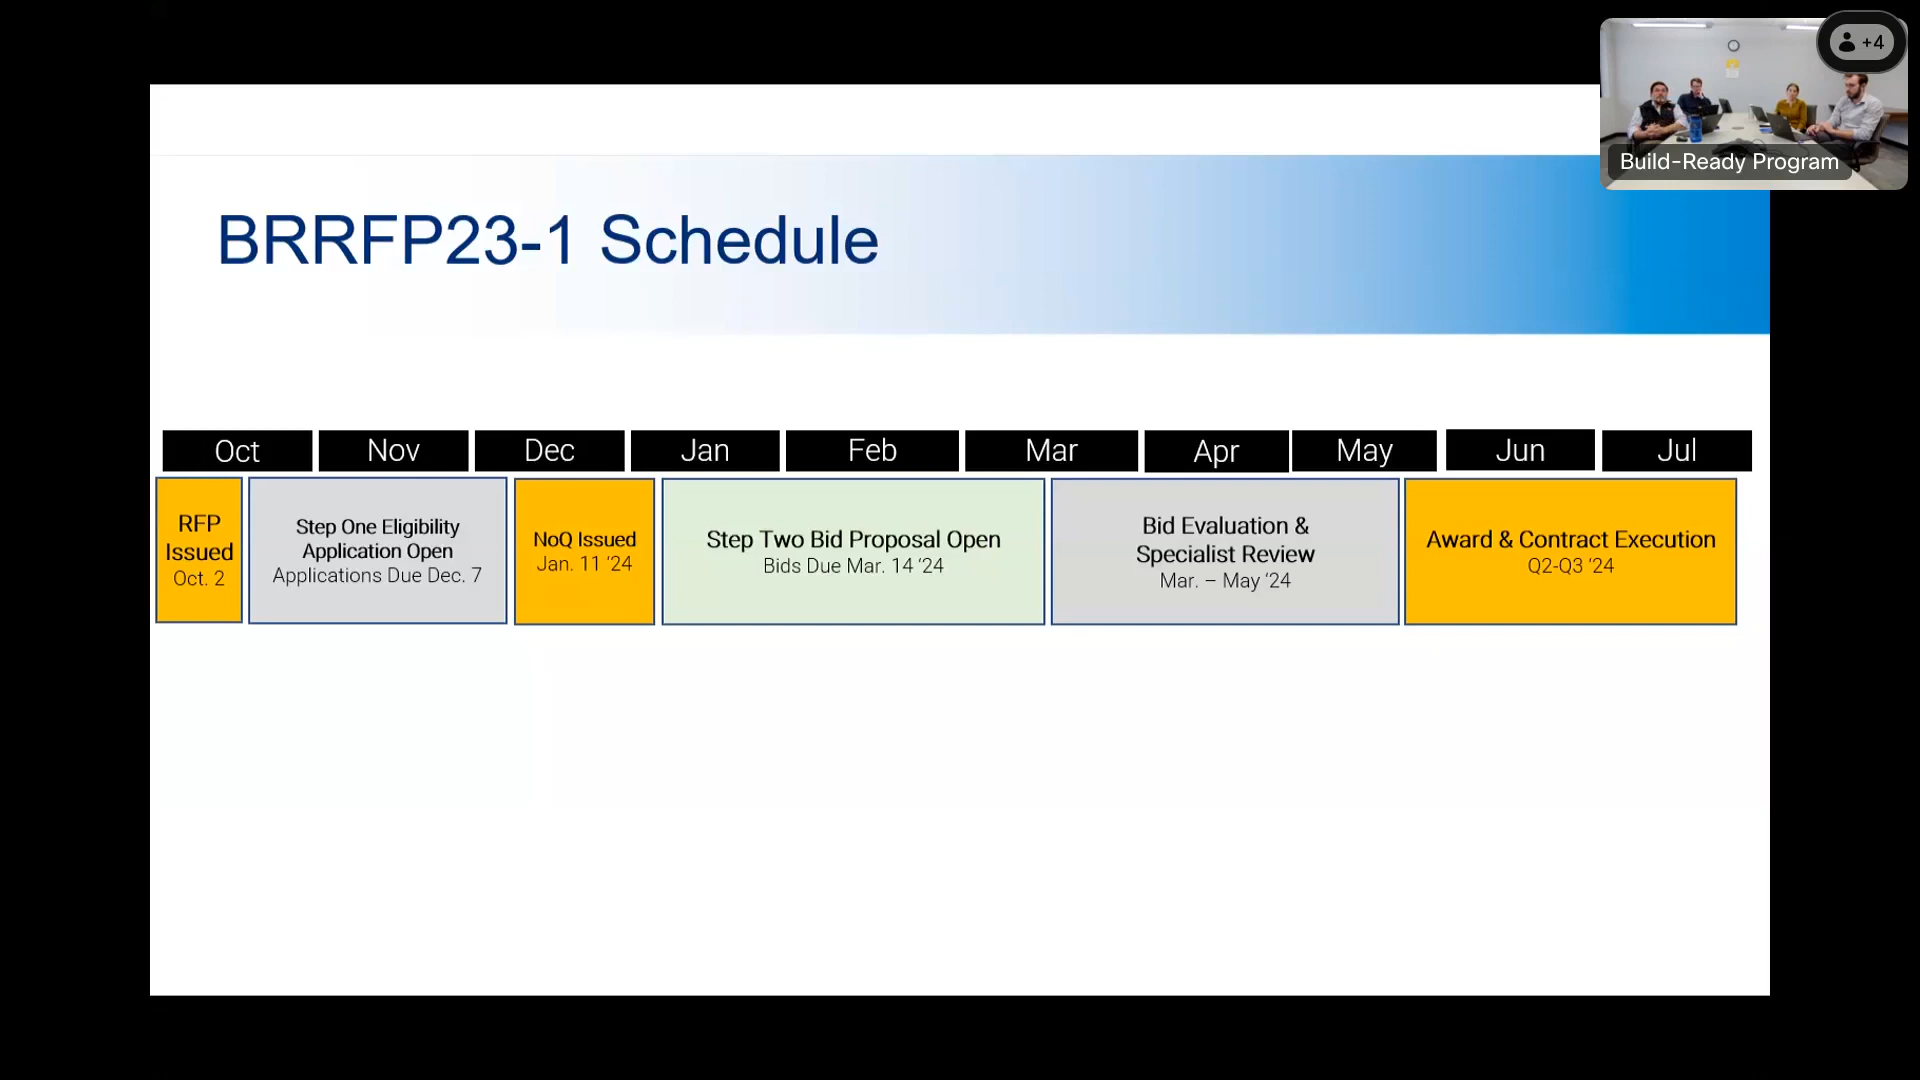 +4
Build-Ready Program
BRRFP23-1 Schedule
Oct
Nov
Dec
Jan
Feb
Mar
Apr
May
Jun
Jul
RFP
Issued
Oct. 2
Step One Eligibility
Application Open
Applications Due Dec. 7
NoQ Issued
Jan. 11 ‘24
Step Two Bid Proposal Open
Bids Due Mar. 14 ‘24
Bid Evaluation &
Specialist Review
Mar. – May ‘24
Award & Contract Execution
Q2-Q3 ‘24